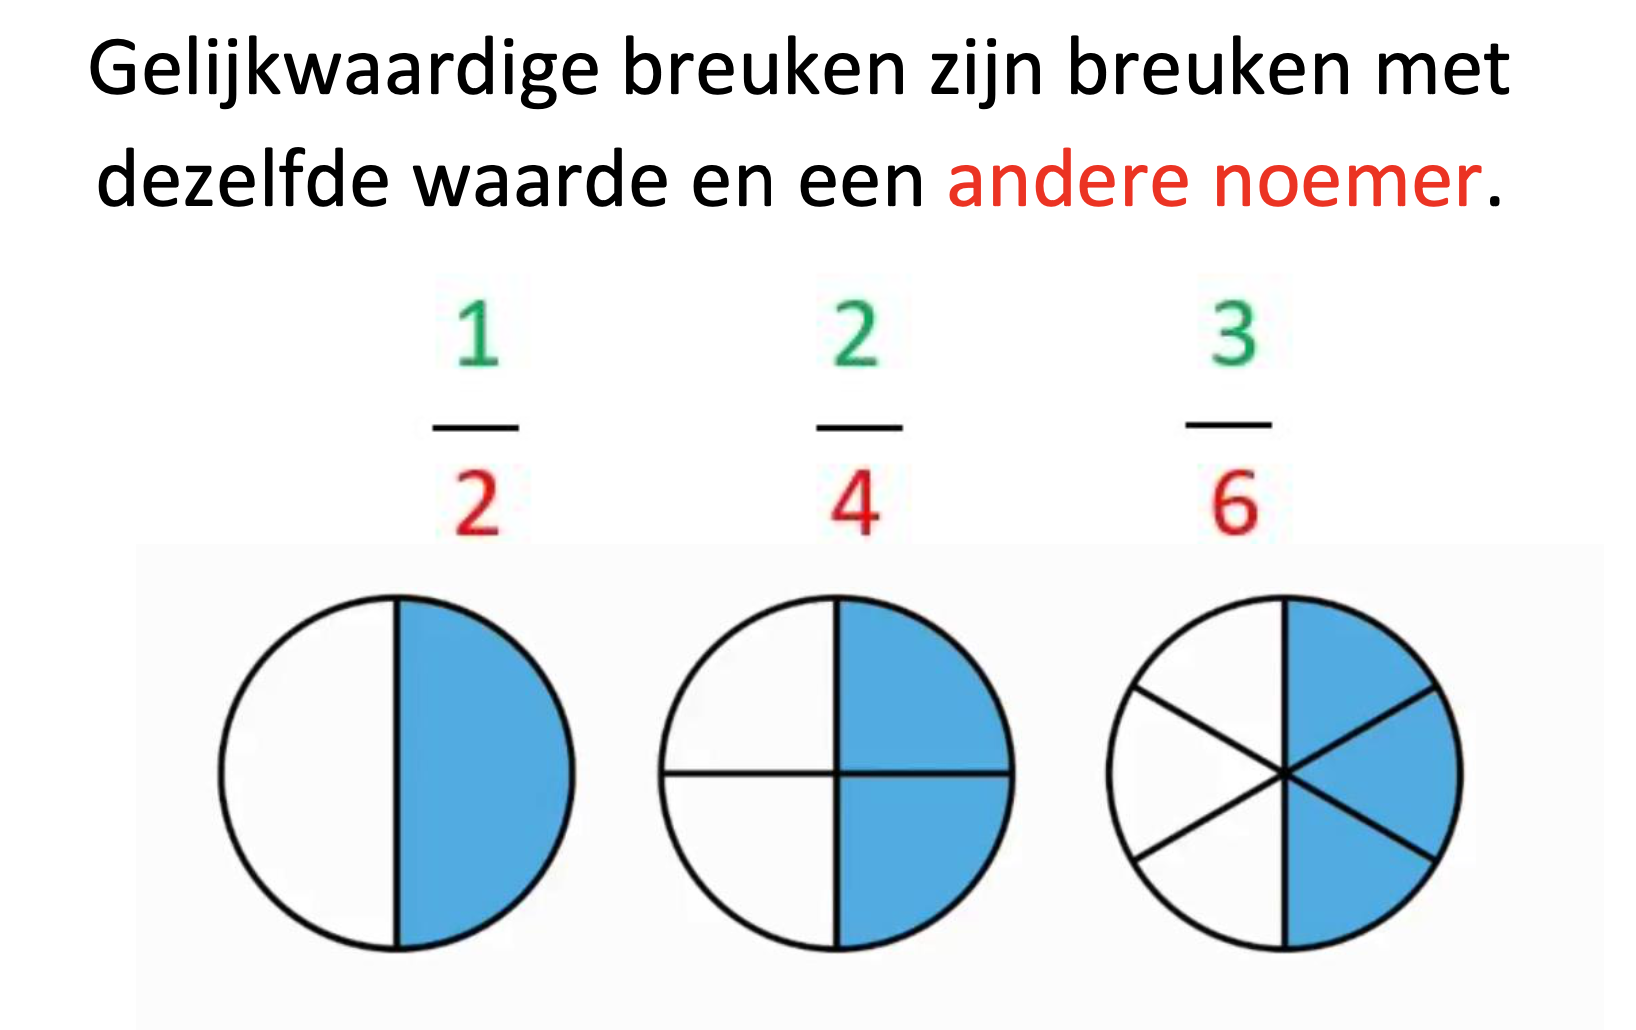 Gelijkwaardige breuken zijn breuken met
dezelfde waarde en een andere noemer.
1 2 3
2 4 6